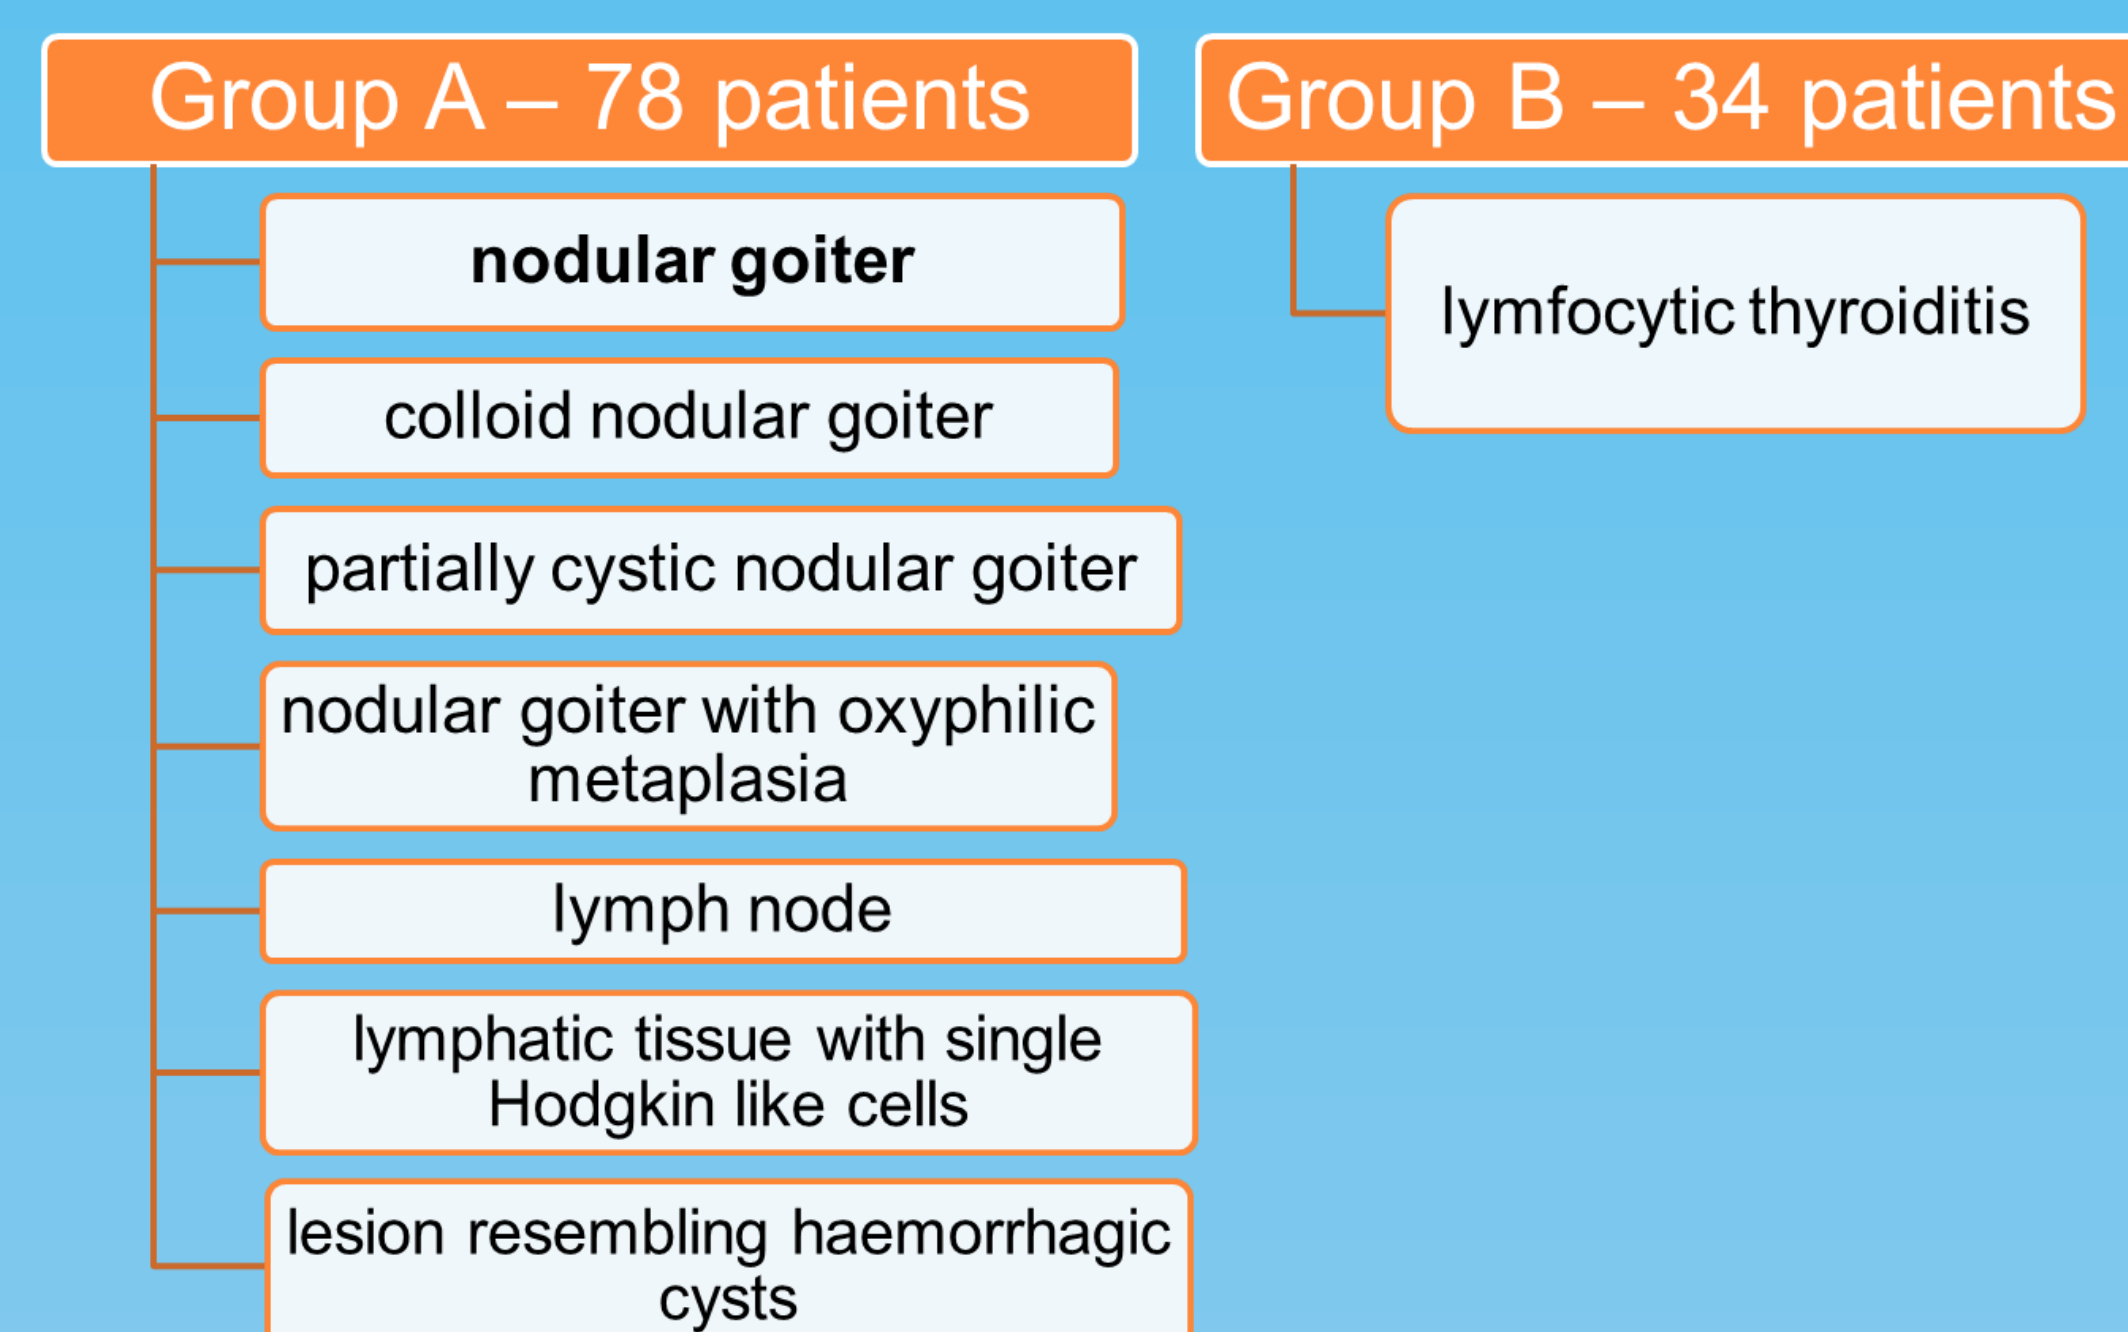 Group A – 78 patients
nodular goiter
colloid nodular goiter
partially cystic nodular goiter
nodular goiter with oxyphilic
metaplasia
lymph node
lymphatic tissue with single
Hodgkin like cells
lesion resembling haemorrhagic
cysts
Group B – 34 patients
lymfocytic thyroiditis